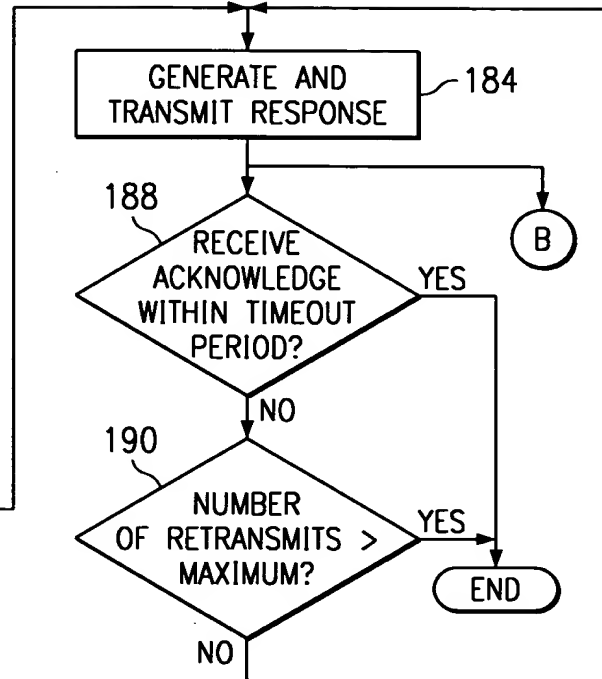 GENERATE AND
TRANSMIT RESPONSE
184
188
B
RECEIVE
ACKNOWLEDGE
WITHIN TIMEOUT
PERIOD?
YES
NO
190
NUMBER
OF RETRANSMITS >
MAXIMUM?
YES
END
NO